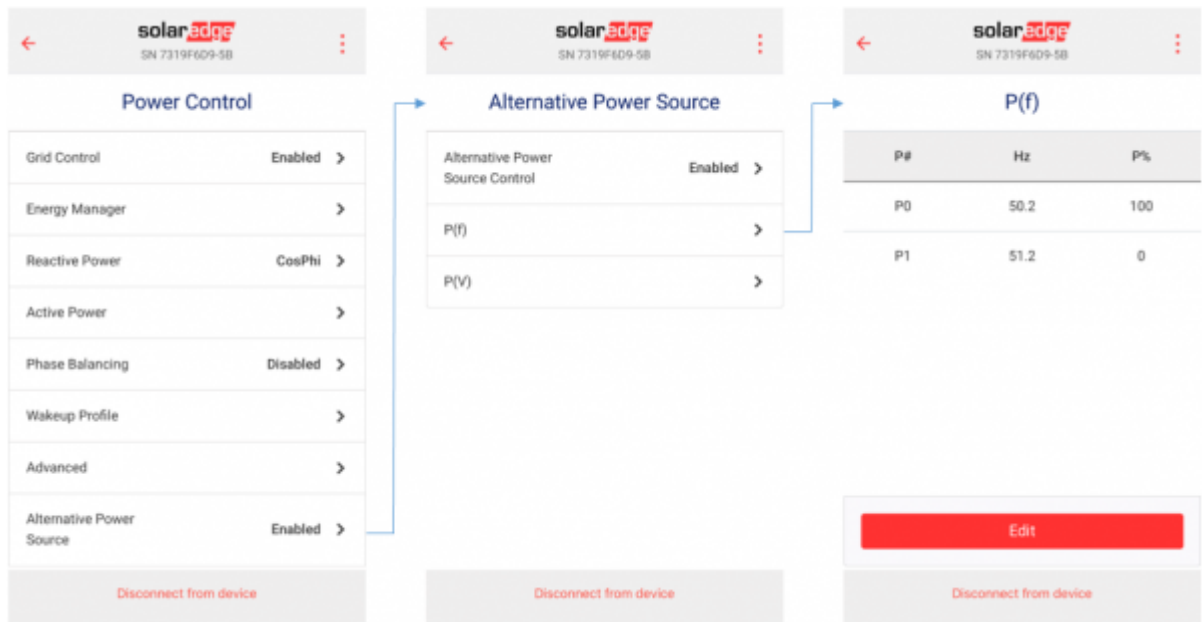 solaredge
SN 7319F6D9-5B
Power Control
Grid Control Enabled
Energy Manager
Reactive Power CosPhi
Active Power
Phase Balancing Disabled
Wakeup Profile
Advanced
Alternative Power
Source Enabled
Disconnect from device
solaredge
SN 7319F6D9-5B
Alternative Power Source
Alternative Power
Source Control Enabled
P(f)
P(V)
Disconnect from device
solaredge
SN 7319F6D9-5B
P(f)
P# Hz P%
P0 50.2 100
P1 51.2 0
Edit
Disconnect from device